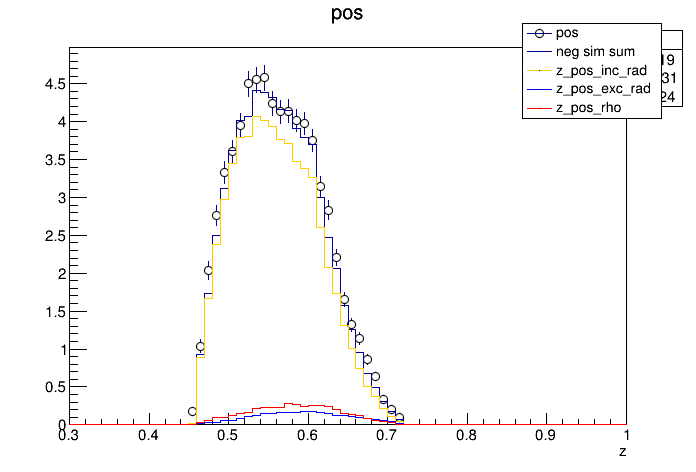 pos
pos
neg sim sum
z_pos_inc_rad
z_pos_exc_rad
z_pos_rho
19
31
24
4.5
4
3.5
3
2.5
2
1.5
1
0.5
0
0.3 0.4 0.5 0.6 0.7 0.8 0.9 1
z